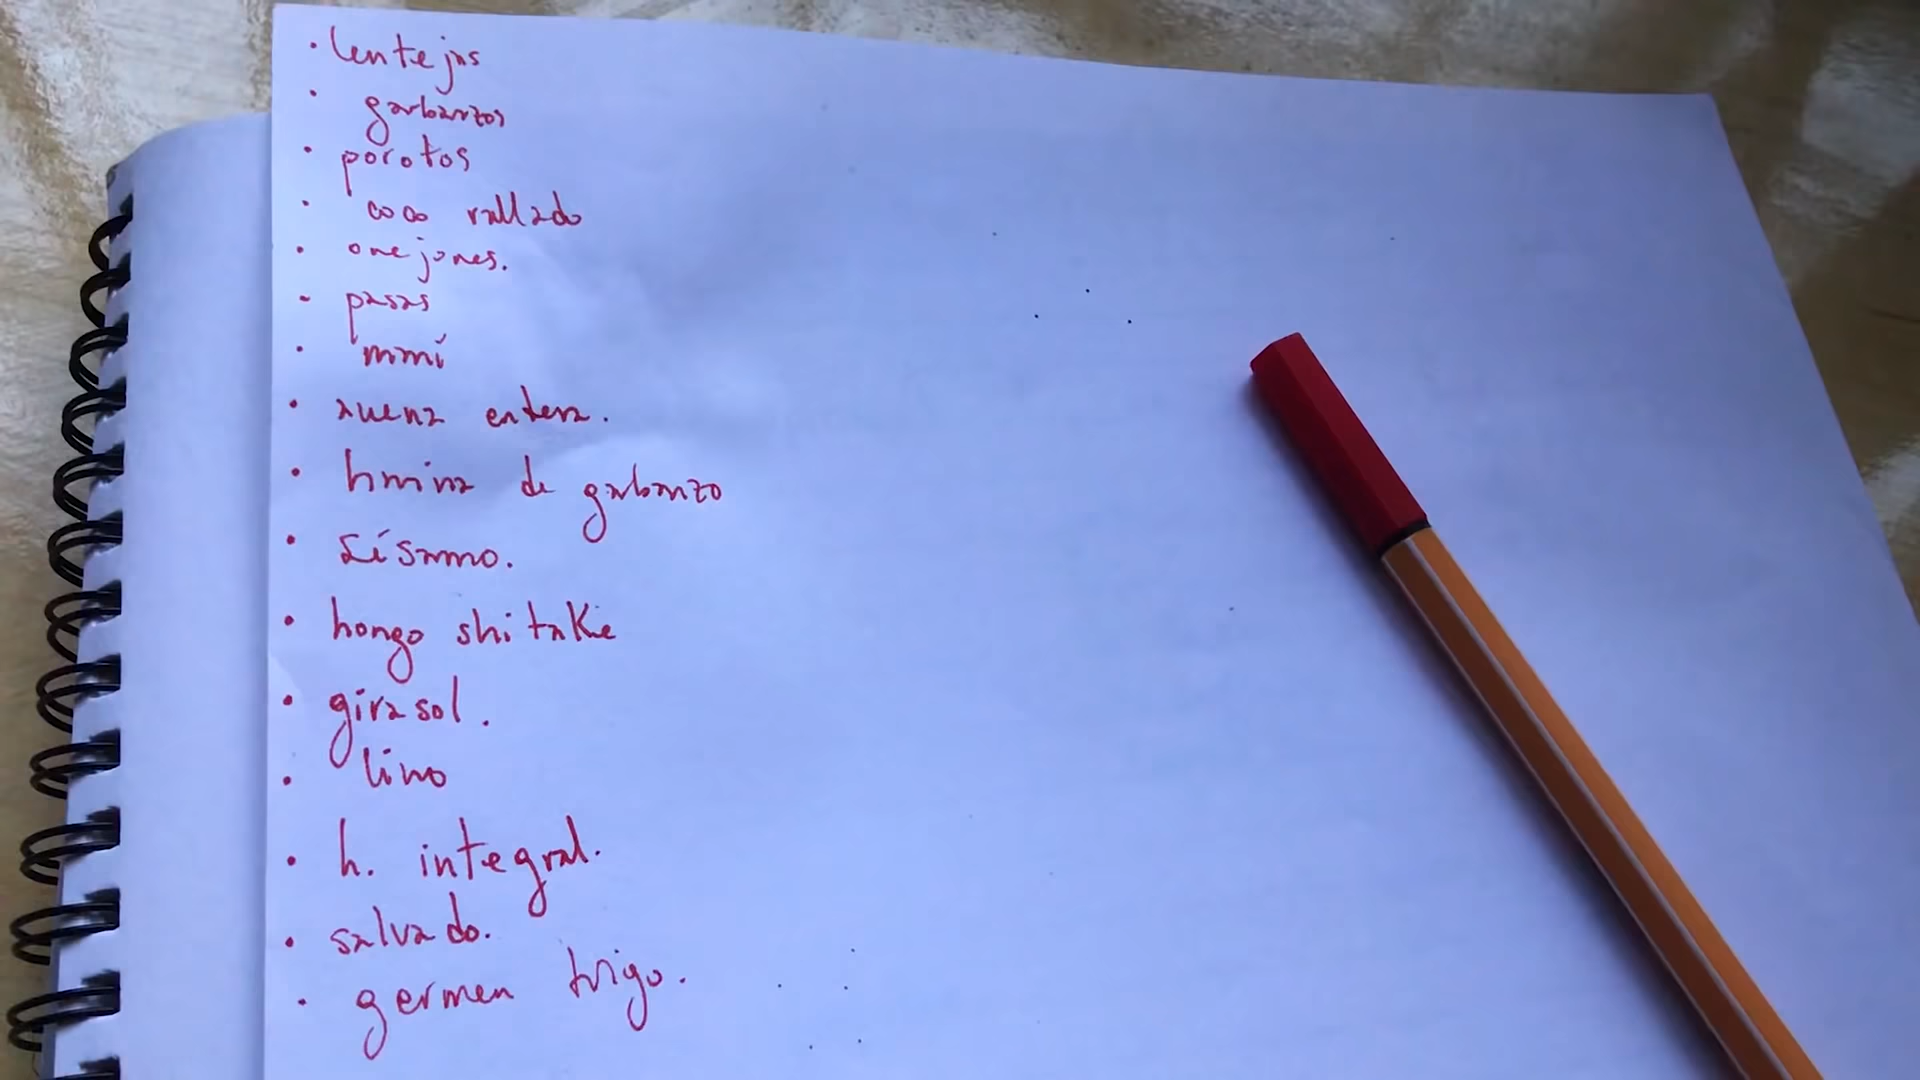 · lentejas
· garbanzos
· porotos
· coco rallado
· orejones.
· pasas
· maní
· avena entera.
· harina de garbanzo
· sésamo.
· hongo shitake
· girasol.
· lino
· h. integral.
· salvado.
· germen trigo.